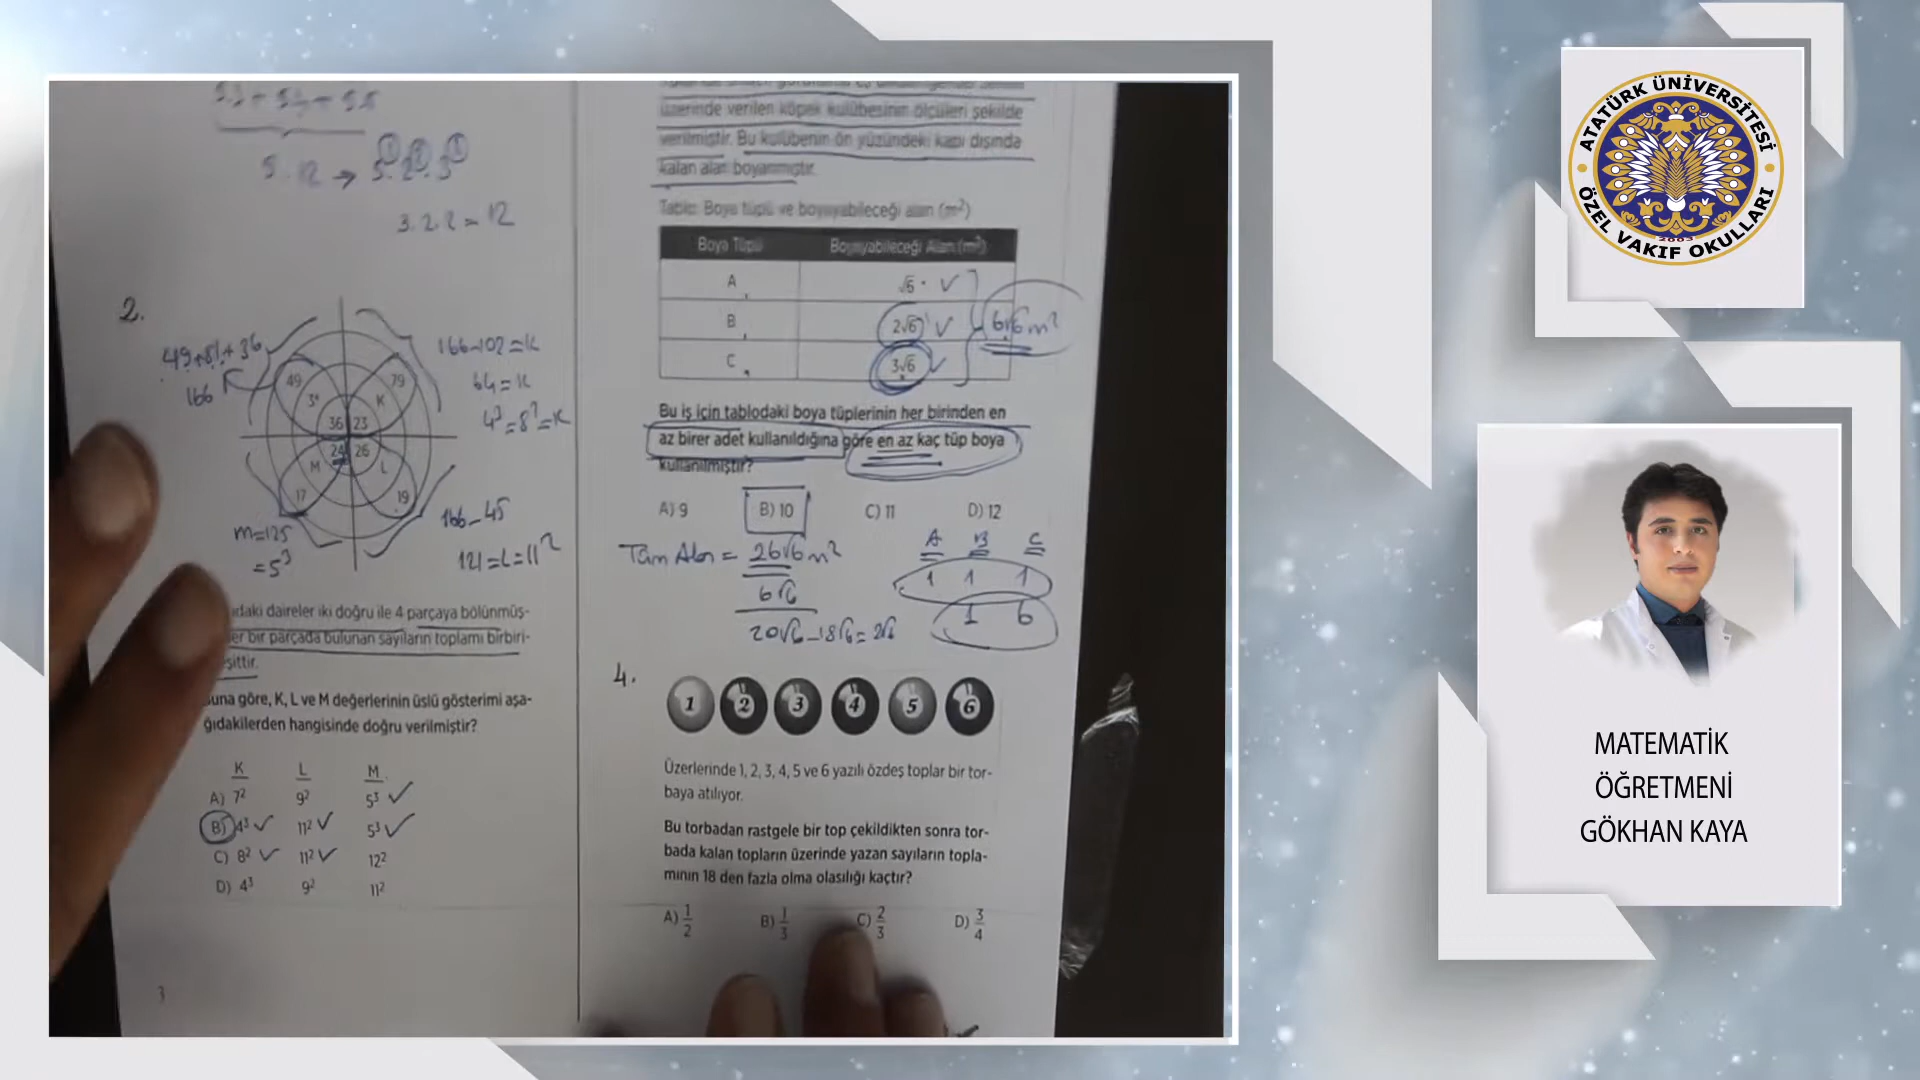 5.12 → 5¹.2².3¹
3.2.2 = 12
2.
49+81+36
166
166-102=K
64=K
4³=8²=K
49
79
3⁴
K
36
23
24
26
M
L
17
19
m=125
=5³
166-45
121=L=11²
daki daireler iki doğru ile 4 parçaya bölünmüş-
er bir parçada bulunan sayıların toplamı birbiri-
şittir.
una göre, K, L ve M değerlerinin üslü gösterimi aşa-
ğıdakilerden hangisinde doğru verilmiştir?
K L M
A) 7² 9² 5³ ✓
B) 4³ ✓ 11² ✓ 5³ ✓
C) 8² ✓ 11² ✓ 12²
D) 4³ 9² 11²
3
üzerinde verilen köpek kulübesinin ölçüleri şekilde
verilmiştir. Bu kulübenin ön yüzündeki kapı dışında
kalan alan boyanmıştır.
Tablo: Boya tüpü ve boyayabileceği alan (m²)
Boya Tüpü Boyayabileceği Alan (m²)
A √6 ✓
B 2√6 ✓
C 3√6 ✓
6√6 m²
Bu iş için tablodaki boya tüplerinin her birinden en
az birer adet kullanıldığına göre en az kaç tüp boya
kullanılmıştır?
A) 9 B) 10 C) 11 D) 12
Tüm Alan = 26√6 m²
6√6
20√6-18√6=2√6
A B C
1 1 1
1 6
4.
1 2 3 4 5 6
Üzerlerinde 1, 2, 3, 4, 5 ve 6 yazılı özdeş toplar bir tor-
baya atılıyor.
Bu torbadan rastgele bir top çekildikten sonra tor-
bada kalan topların üzerinde yazan sayıların topla-
mının 18 den fazla olma olasılığı kaçtır?
A) 1/2 B) 1/3 C) 2/3 D) 3/4
ATATÜRK ÜNİVERSİTESİ
ÖZEL VAKIF OKULLARI
2003
MATEMATİK
ÖĞRETMENİ
GÖKHAN KAYA